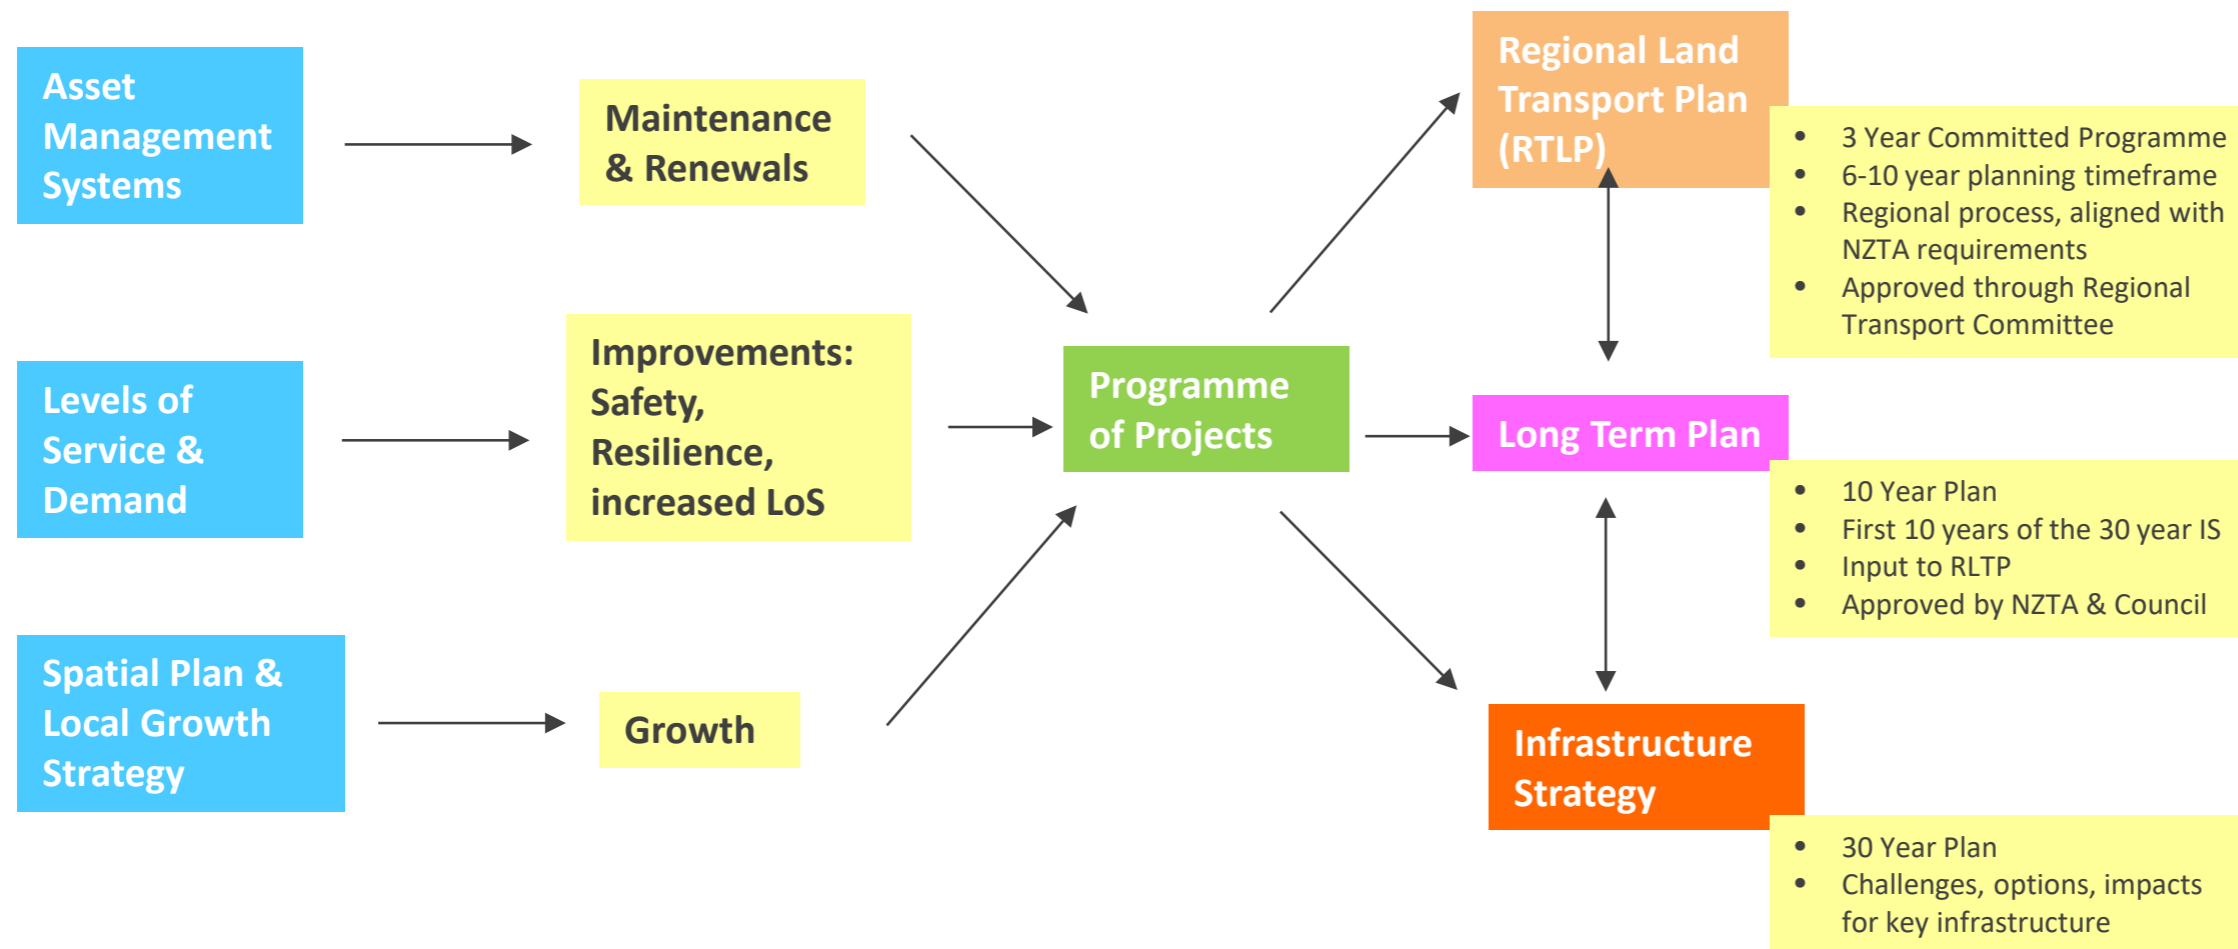 Asset
Management
Systems
Maintenance
& Renewals
Levels of
Service &
Demand
Improvements:
Safety,
Resilience,
increased LoS
Spatial Plan &
Local Growth
Strategy
Growth
Programme
of Projects
Regional Land
Transport Plan
(RTLP)
• 3 Year Committed Programme
• 6-10 year planning timeframe
• Regional process, aligned with
NZTA requirements
• Approved through Regional
Transport Committee
Long Term Plan
• 10 Year Plan
• First 10 years of the 30 year IS
• Input to RLTP
• Approved by NZTA & Council
Infrastructure
Strategy
• 30 Year Plan
• Challenges, options, impacts
for key infrastructure